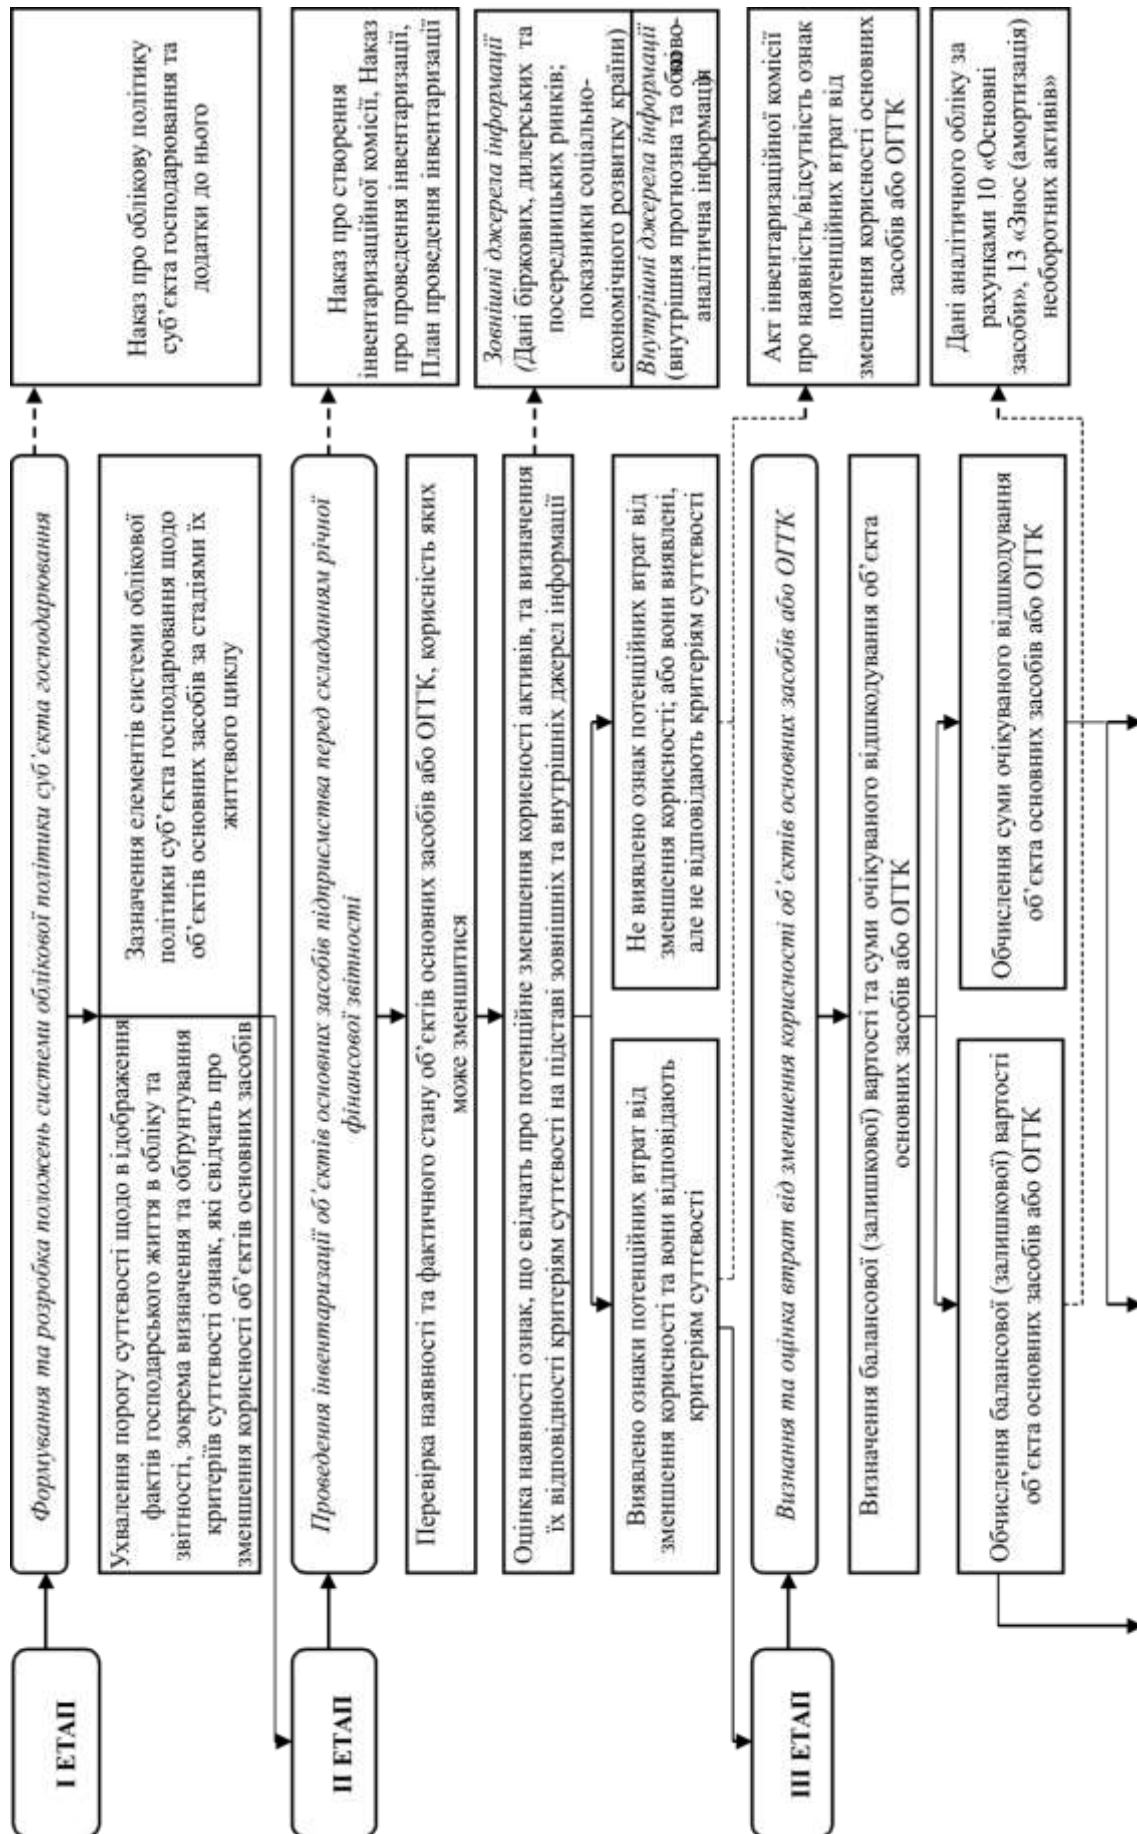 І ЕТАП
Формування та розробка положень системи облікової політики суб’єкта господарювання
Наказ про облікову політику
суб’єкта господарювання та
додатки до нього
Ухвалення порогу суттєвості щодо відображення
фактів господарського життя в обліку та
звітності, зокрема визначення та обґрунтування
критеріїв суттєвості ознак, які свідчать про
зменшення корисності об’єктів основних засобів
Зазначення елементів системи облікової
політики суб’єкта господарювання щодо
об’єктів основних засобів за стадіями їх
життєвого циклу
ІІ ЕТАП
Проведення інвентаризації об’єктів основних засобів підприємства перед складанням річної
фінансової звітності
Наказ про створення
інвентаризаційної комісії, Наказ
про проведення інвентаризації,
План проведення інвентаризації
Перевірка наявності та фактичного стану об’єктів основних засобів або ОГГК, корисність яких
може зменшитися
Оцінка наявності ознак, що свідчать про потенційне зменшення корисності активів, та визначення
їх відповідності критеріям суттєвості на підставі зовнішніх та внутрішніх джерел інформації
Зовнішні джерела інформації
(Дані біржових, дилерських та
посередницьких ринків;
показники соціально-
економічного розвитку країни)
Внутрішні джерела інформації
(внутрішня прогнозна та обліково-
аналітична інформація
Виявлено ознаки потенційних втрат від
зменшення корисності та вони відповідають
критеріям суттєвості
Не виявлено ознак потенційних втрат від
зменшення корисності; або вони виявлені,
але не відповідають критеріям суттєвості
Акт інвентаризаційної комісії
про наявність/відсутність ознак
потенційних втрат від
зменшення корисності основних
засобів або ОГГК
ІІІ ЕТАП
Визнання та оцінка втрат від зменшення корисності об’єктів основних засобів або ОГГК
Визначення балансової (залишкової) вартості та суми очікуваного відшкодування об’єкта
основних засобів або ОГГК
Обчислення балансової (залишкової) вартості
об’єкта основних засобів або ОГГК
Обчислення суми очікуваного відшкодування
об’єкта основних засобів або ОГГК
Дані аналітичного обліку за
рахунками 10 «Основні
засоби», 13 «Знос (амортизація)
необоротних активів»